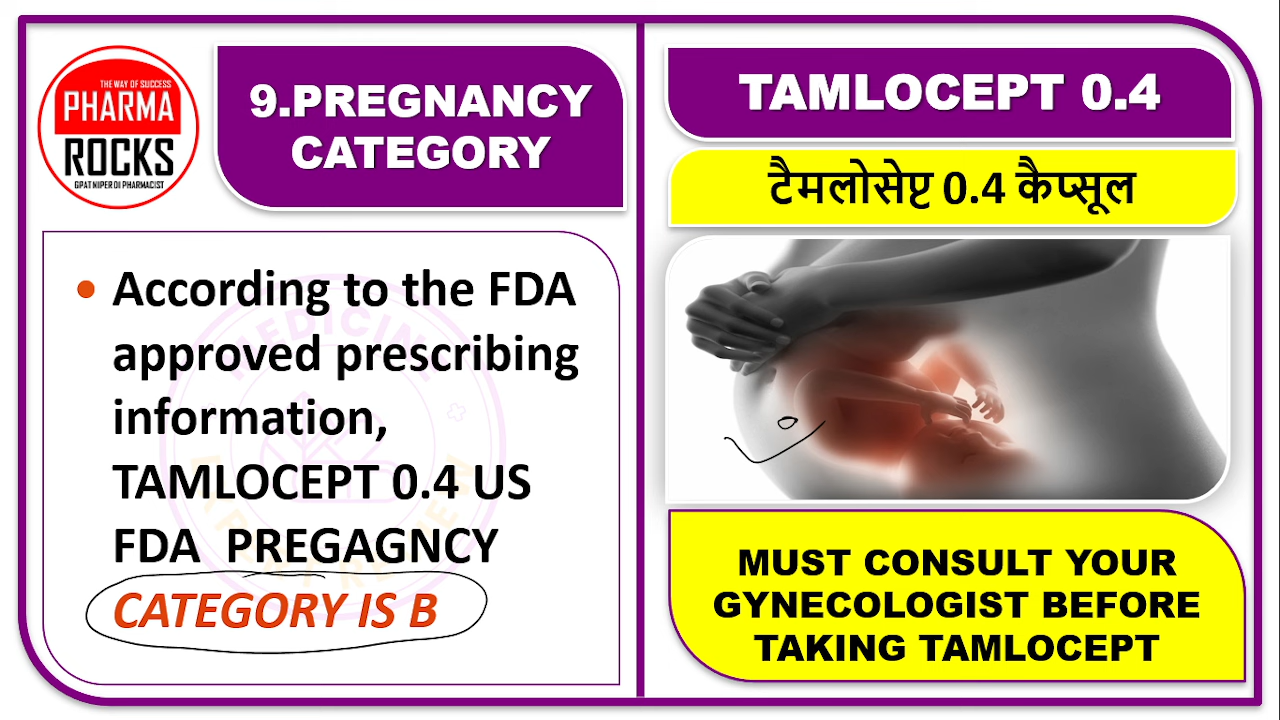 THE WAY OF SUCCESS
PHARMA
ROCKS
GPAT NIPER DI PHARMACIST
9.PREGNANCY
CATEGORY
• According to the FDA
approved prescribing
information,
TAMLOCEPT 0.4 US
FDA PREGAGNCY
CATEGORY IS B
TAMLOCEPT 0.4
टैमलोसेप्ट 0.4 कैप्सूल
MUST CONSULT YOUR
GYNECOLOGIST BEFORE
TAKING TAMLOCEPT